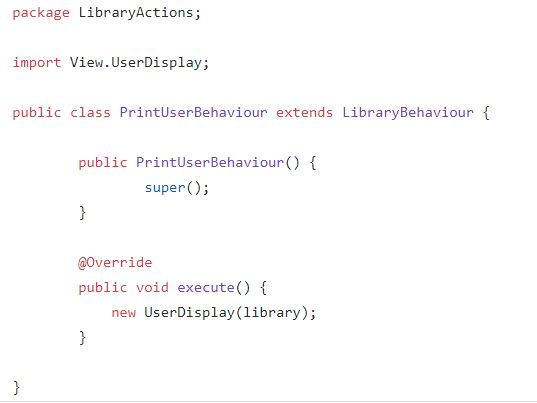 package LibraryActions;
import View.UserDisplay;
public class PrintUserBehaviour extends LibraryBehaviour {
public PrintUserBehaviour() {
super();
}
@Override
public void execute() {
new UserDisplay(library);
}
}